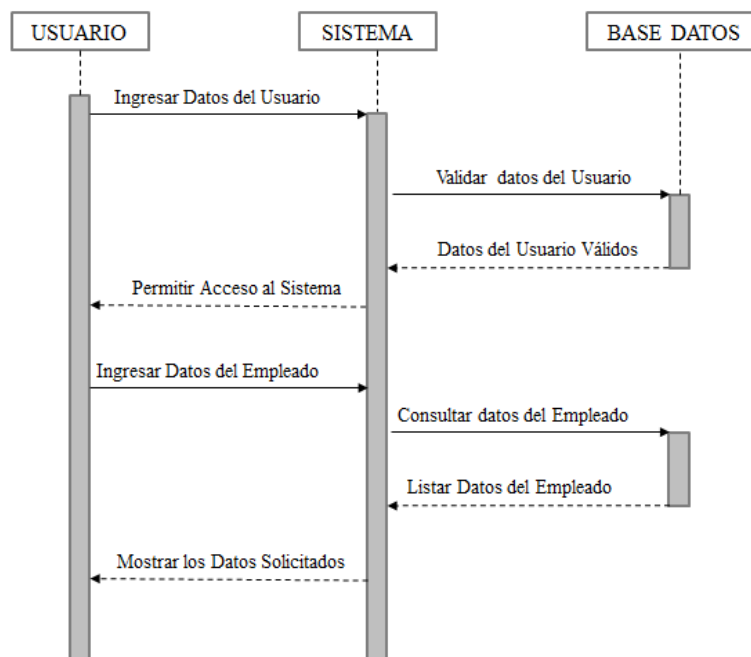 USUARIO
SISTEMA
BASE DATOS
Ingresar Datos del Usuario
Validar datos del Usuario
Datos del Usuario Válidos
Permitir Acceso al Sistema
Ingresar Datos del Empleado
Consultar datos del Empleado
Listar Datos del Empleado
Mostrar los Datos Solicitados